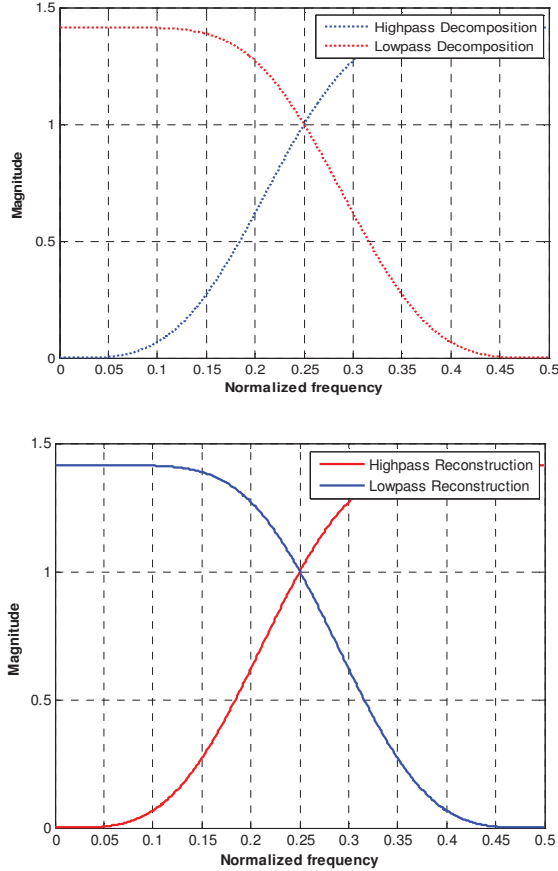 1.5
Highpass Decomposition
Lowpass Decomposition
1
Magnitude
0.5
0
0 0.05 0.1 0.15 0.2 0.25 0.3 0.35 0.4 0.45 0.5
Normalized frequency
1.5
Highpass Reconstruction
Lowpass Reconstruction
1
Magnitude
0.5
0
0 0.05 0.1 0.15 0.2 0.25 0.3 0.35 0.4 0.45 0.5
Normalized frequency